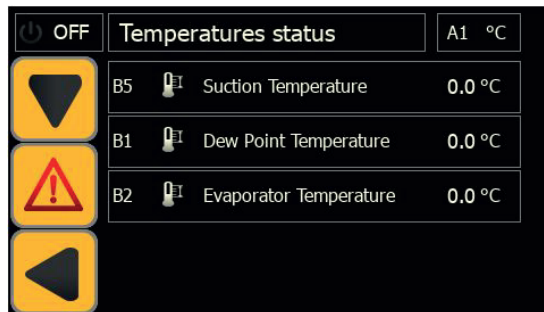 OFF Temperatures status A1 °C
B5 Suction Temperature 0.0 °C
B1 Dew Point Temperature 0.0 °C
B2 Evaporator Temperature 0.0 °C